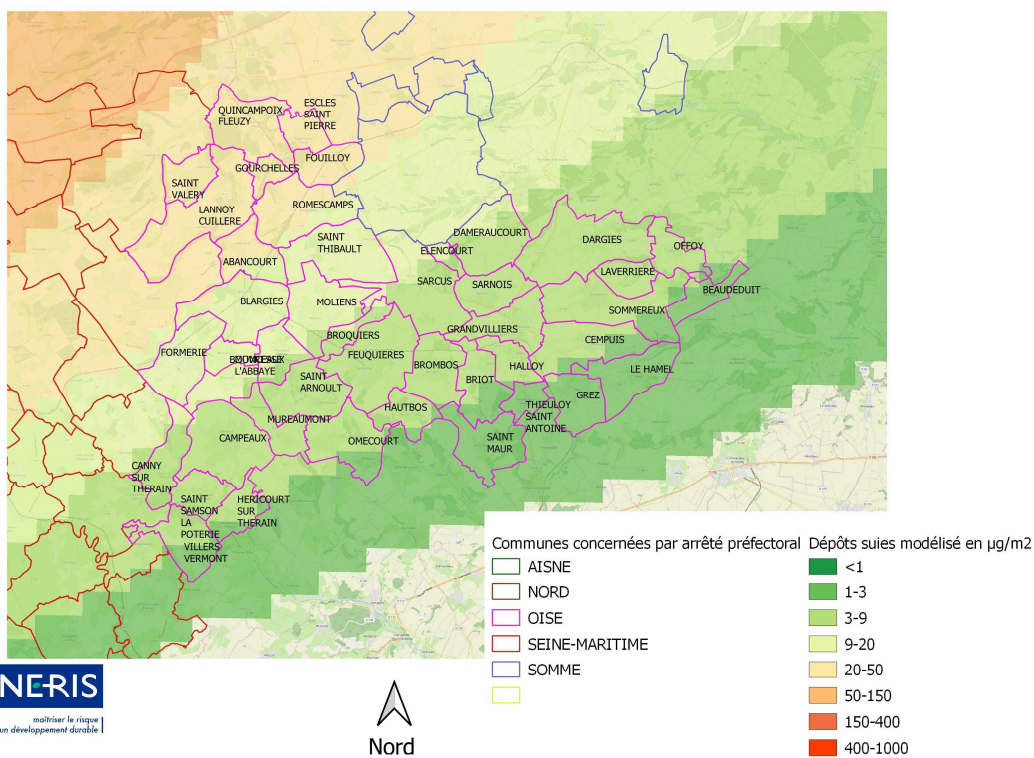 QUINCAMPOIX
FLEUZY
ESCLES
SAINT
PIERRE
FOUILLOY
GOURCHELLES
SAINT
VALERY
LANNOY
CUILLERE
ROMESCAMPS
SAINT
THIBAULT
ABANCOURT
DAMERAUCOURT
ELENCOURT
DARGIES
OFFOY
LAVERRIERE
BEAUDEDUIT
SARCUS
SARNOIS
BLARGIES
MOLIENS
SOMMEREUX
GRANDVILLIERS
BROQUIERS
CEMPUIS
FORMERIE
FEUQUIERES
L'ABBAYE
BROMBOS
HALLOY
LE HAMEL
SAINT
ARNOULT
BRIOT
GREZ
HAUTBOS
THIEULOY
SAINT
ANTOINE
MUREAUMONT
CAMPEAUX
OMECOURT
SAINT
MAUR
CANNY
SUR
THERAIN
SAINT
SAMSON
LA
POTERIE
HERICOURT
SUR
THERAIN
VILLERS
VERMONT
Communes concernées par arrêté préfectoral
AISNE
NORD
OISE
SEINE-MARITIME
SOMME
Dépôts suies modélisé en µg/m2
<1
1-3
3-9
9-20
20-50
50-150
150-400
400-1000
NERIS
maîtriser le risque
un développement durable
Nord